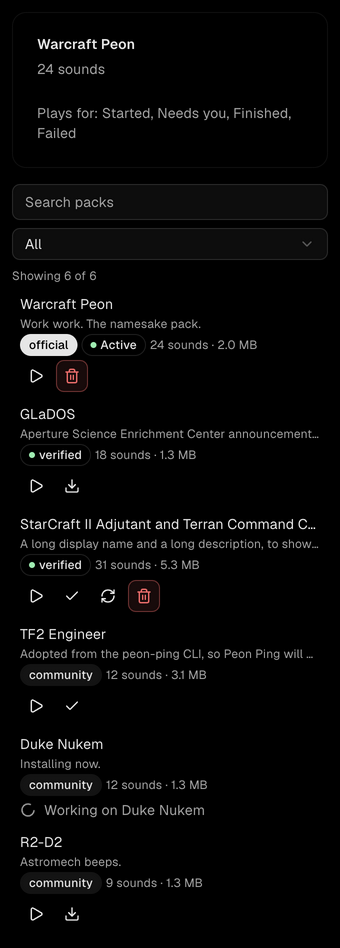 Warcraft Peon
24 sounds
Plays for: Started, Needs you, Finished,
Failed
Search packs
All
Showing 6 of 6
Warcraft Peon
Work work. The namesake pack.
official Active 24 sounds · 2.0 MB
GLaDOS
Aperture Science Enrichment Center announcement…
verified 18 sounds · 1.3 MB
StarCraft II Adjutant and Terran Command C…
A long display name and a long description, to show…
verified 31 sounds · 5.3 MB
TF2 Engineer
Adopted from the peon-ping CLI, so Peon Ping will …
community 12 sounds · 3.1 MB
Duke Nukem
Installing now.
community 12 sounds · 1.3 MB
Working on Duke Nukem
R2-D2
Astromech beeps.
community 9 sounds · 1.3 MB